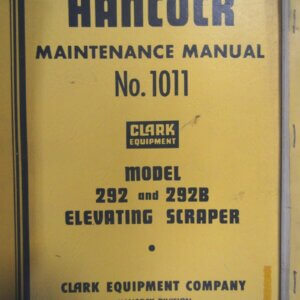 HANCOCK
MAINTENANCE MANUAL
No. 1011
CLARK
EQUIPMENT
MODEL
292 and 292B
ELEVATING SCRAPER
CLARK EQUIPMENT COMPANY